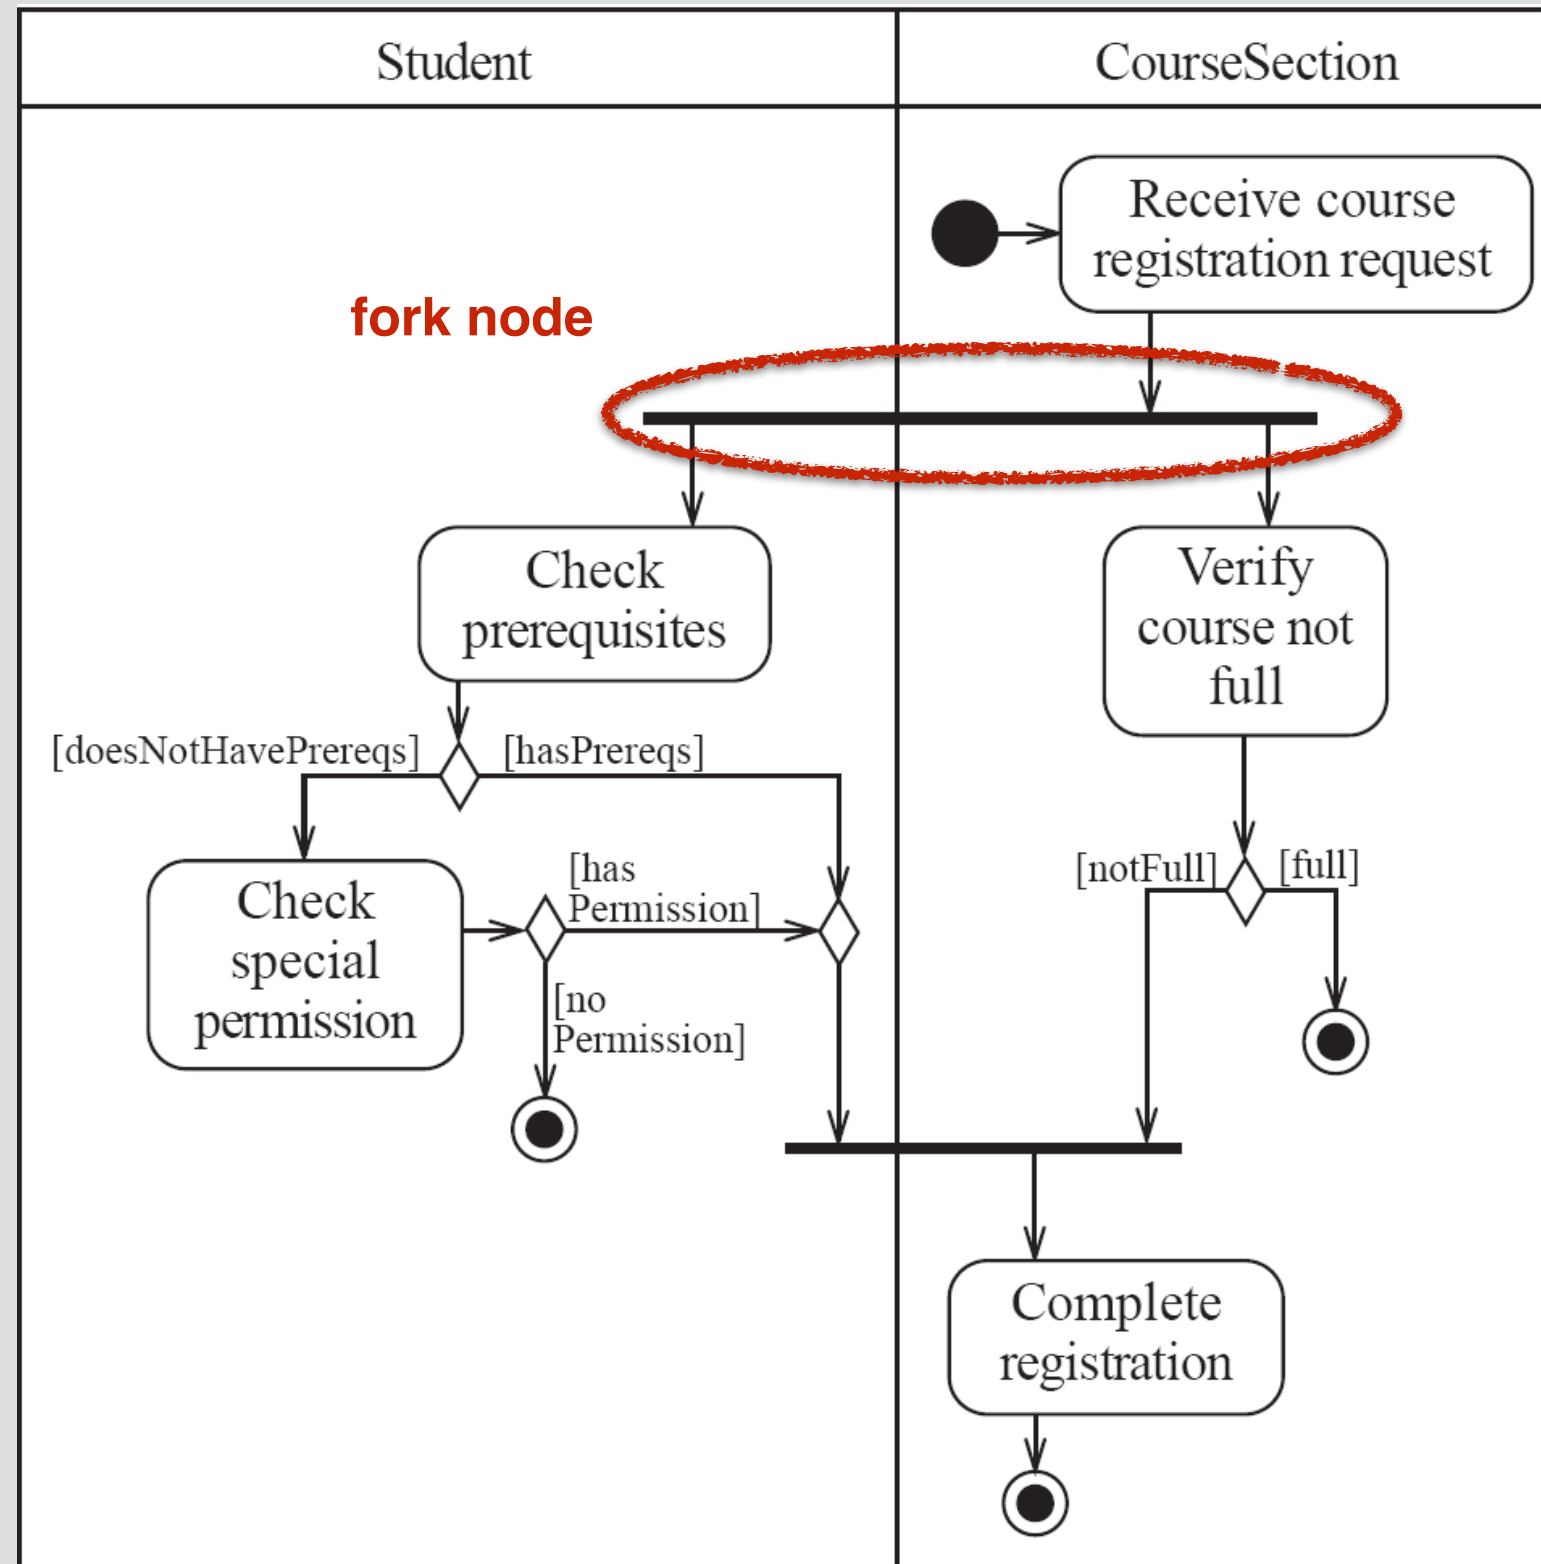 Student
CourseSection
Receive course
registration request
fork node
Check
prerequisites
Verify
course not
full
[doesNotHavePrereqs]
[hasPrereqs]
[has
Permission]
[notFull]
[full]
Check
special
permission
[no
Permission]
Complete
registration